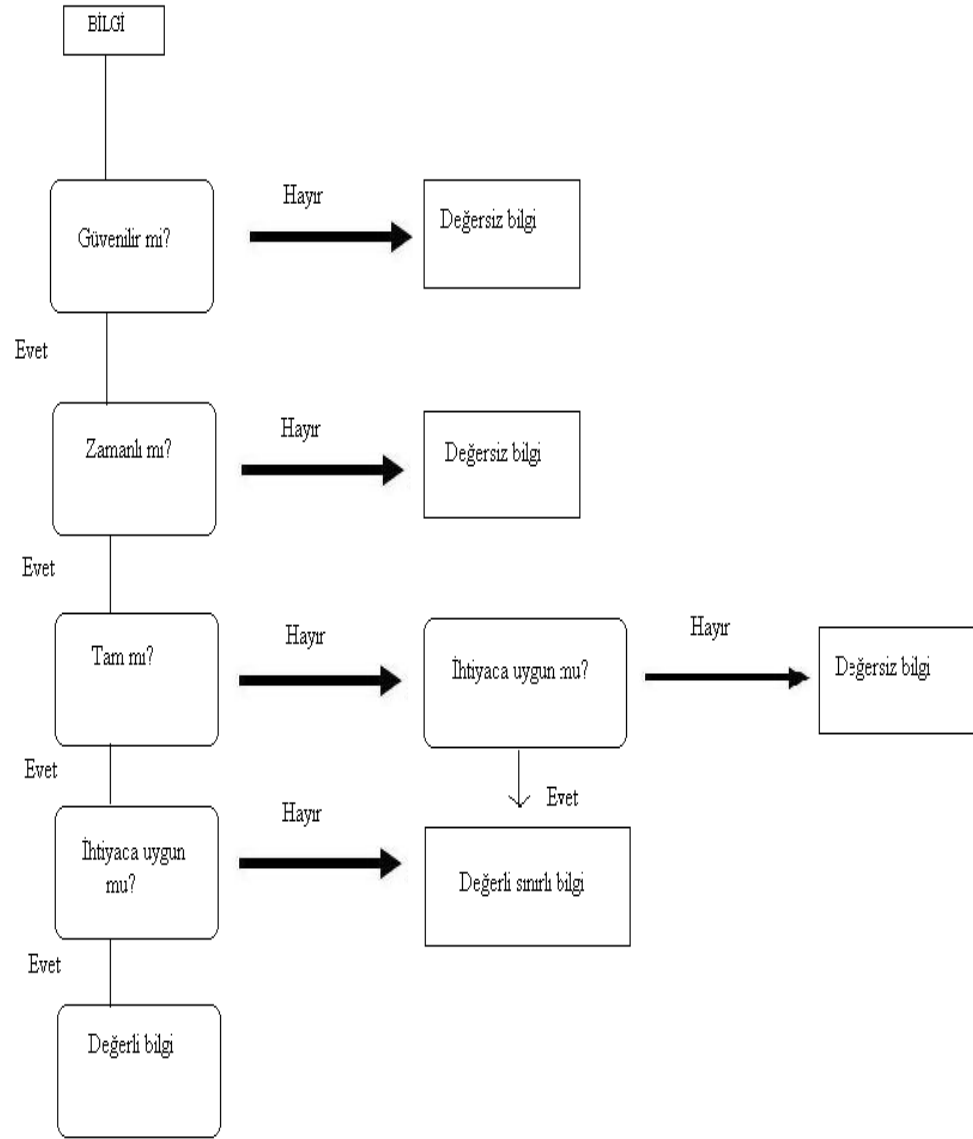 BİLGİ
Güvenilir mi?
Hayır
Değersiz bilgi
Evet
Zamanlı mı?
Hayır
Değersiz bilgi
Evet
Tam mı?
Hayır
İhtiyaca uygun mu?
Hayır
Değersiz bilgi
Evet
Evet
İhtiyaca uygun
mu?
Hayır
Değerli sınırlı bilgi
Evet
Değerli bilgi